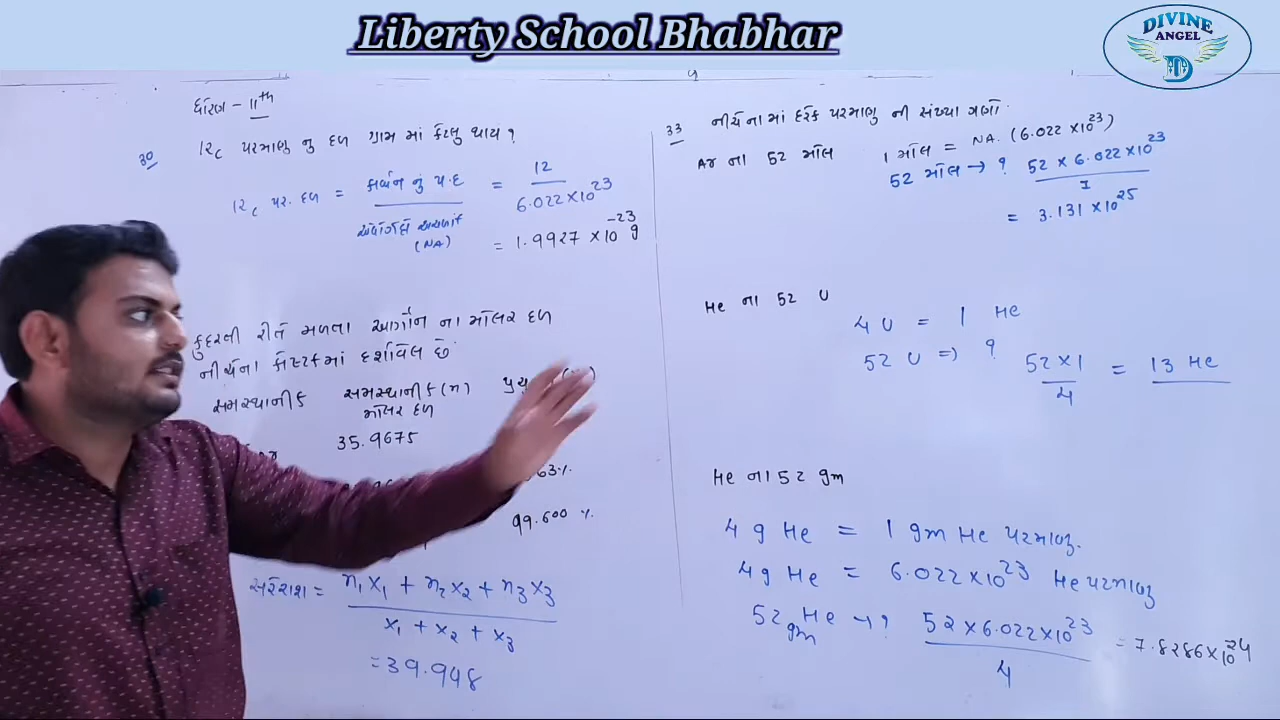 Liberty School Bhabhar
DIVINE
ANGEL
D
ધોરણ - 11th
30
12C પરમાણુ નુ દળ ગ્રામ માં કેટલુ થાય ?
12C પર. દળ = કાર્બન નું પ.દ / એવોગેડ્રો અચળાંક (NA) = 12 / 6.022×10^23
= 1.9927 × 10^-23 g
કુદરતી રીતે મળતા આર્ગોન ના મોલર દળ
નીચેના કોષ્ટકમાં દર્શાવેલ છે.
સમસ્થાનીક સમસ્થાનીક (n)
મોલર દળ
35.9675
63%
99.600 %
સરેરાશ = n1x1 + n2x2 + n3x3 / x1 + x2 + x3
= 39.948
33
નીચેનામાં દરેક પરમાણુ ની સંખ્યા ગણો.
Ar ના 52 મોલ
1 મોલ = NA. (6.022×10^23)
52 મોલ → ? 52 × 6.022×10^23 / 1
= 3.131 ×10^25
He ના 52 U
4 U = 1 He
52 U => ? 52×1 / 4 = 13 He
He ના 52 gm
4 g He = 1 gm He પરમાણુ.
4g He = 6.022×10^23 He પરમાણુ
52 gm He → ? 52 × 6.022×10^23 / 4 = 7.8286×10^24